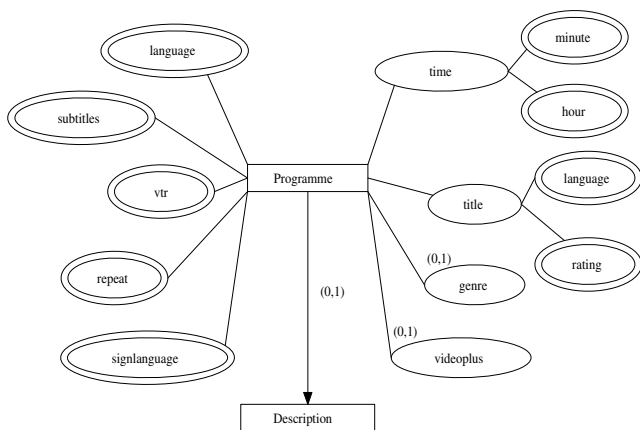 minute
language
time
hour
subtitles
Programme
language
vtr
title
(0,1)
rating
repeat
genre
(0,1)
(0,1)
signlanguage
videoplus
Description